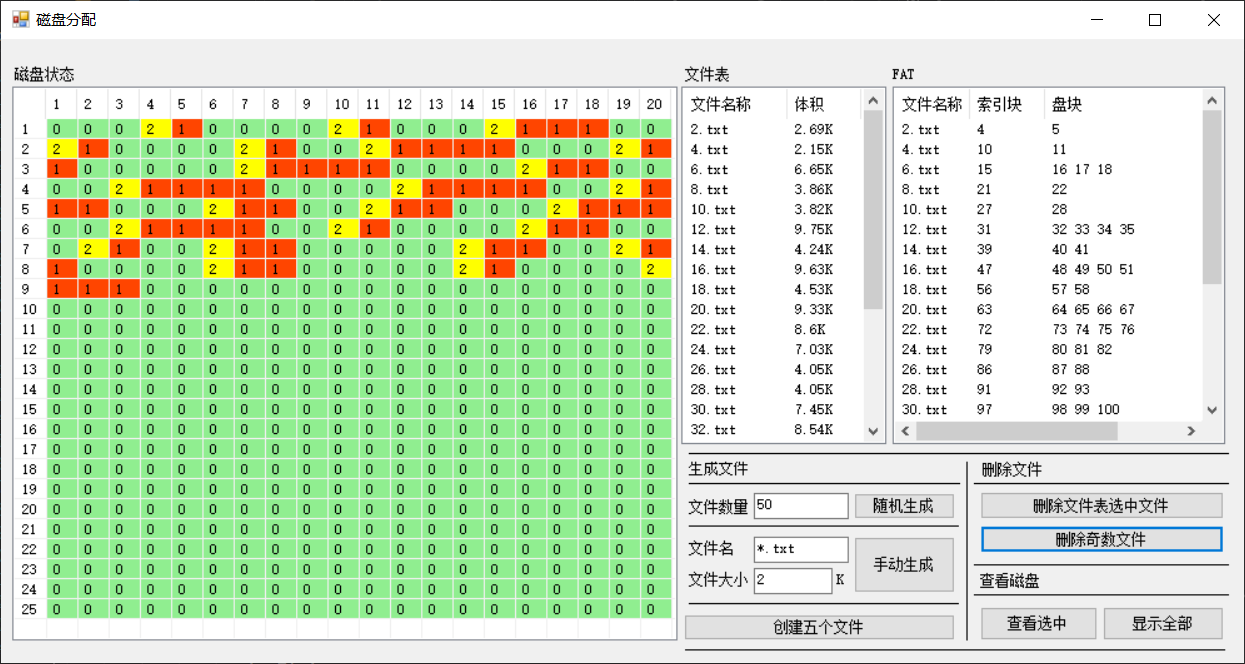 磁盘分配
磁盘状态
1 2 3 4 5 6 7 8 9 10 11 12 13 14 15 16 17 18 19 20
1 0 0 0 2 1 0 0 0 0 2 1 0 0 0 2 1 1 1 0 0
2 2 1 0 0 0 0 2 1 0 0 2 1 1 1 1 0 0 0 2 1
3 1 0 0 0 0 0 2 1 1 1 1 0 0 0 0 2 1 1 0 0
4 0 0 2 1 1 1 1 0 0 0 0 2 1 1 1 1 0 0 2 1
5 1 1 0 0 0 2 1 1 0 0 2 1 1 0 0 0 2 1 1 1
6 0 0 2 1 1 1 1 0 0 2 1 0 0 0 0 2 1 1 0 0
7 0 2 1 0 0 2 1 1 0 0 0 0 0 2 1 1 0 0 2 1
8 1 0 0 0 0 2 1 1 0 0 0 0 0 2 1 0 0 0 0 2
9 1 1 1 0 0 0 0 0 0 0 0 0 0 0 0 0 0 0 0 0
10 0 0 0 0 0 0 0 0 0 0 0 0 0 0 0 0 0 0 0 0
11 0 0 0 0 0 0 0 0 0 0 0 0 0 0 0 0 0 0 0 0
12 0 0 0 0 0 0 0 0 0 0 0 0 0 0 0 0 0 0 0 0
13 0 0 0 0 0 0 0 0 0 0 0 0 0 0 0 0 0 0 0 0
14 0 0 0 0 0 0 0 0 0 0 0 0 0 0 0 0 0 0 0 0
15 0 0 0 0 0 0 0 0 0 0 0 0 0 0 0 0 0 0 0 0
16 0 0 0 0 0 0 0 0 0 0 0 0 0 0 0 0 0 0 0 0
17 0 0 0 0 0 0 0 0 0 0 0 0 0 0 0 0 0 0 0 0
18 0 0 0 0 0 0 0 0 0 0 0 0 0 0 0 0 0 0 0 0
19 0 0 0 0 0 0 0 0 0 0 0 0 0 0 0 0 0 0 0 0
20 0 0 0 0 0 0 0 0 0 0 0 0 0 0 0 0 0 0 0 0
21 0 0 0 0 0 0 0 0 0 0 0 0 0 0 0 0 0 0 0 0
22 0 0 0 0 0 0 0 0 0 0 0 0 0 0 0 0 0 0 0 0
23 0 0 0 0 0 0 0 0 0 0 0 0 0 0 0 0 0 0 0 0
24 0 0 0 0 0 0 0 0 0 0 0 0 0 0 0 0 0 0 0 0
25 0 0 0 0 0 0 0 0 0 0 0 0 0 0 0 0 0 0 0 0
文件表
文件名称 体积
2.txt 2.69K
4.txt 2.15K
6.txt 6.65K
8.txt 3.86K
10.txt 3.82K
12.txt 9.75K
14.txt 4.24K
16.txt 9.63K
18.txt 4.53K
20.txt 9.33K
22.txt 8.6K
24.txt 7.03K
26.txt 4.05K
28.txt 4.05K
30.txt 7.45K
32.txt 8.54K
FAT
文件名称 索引块 盘块
2.txt 4 5
4.txt 10 11
6.txt 15 16 17 18
8.txt 21 22
10.txt 27 28
12.txt 31 32 33 34 35
14.txt 39 40 41
16.txt 47 48 49 50 51
18.txt 56 57 58
20.txt 63 64 65 66 67
22.txt 72 73 74 75 76
24.txt 79 80 81 82
26.txt 86 87 88
28.txt 91 92 93
30.txt 97 98 99 100
生成文件
文件数量 50 随机生成
文件名 *.txt
手动生成
文件大小 2 K
创建五个文件
删除文件
删除文件表选中文件
删除奇数文件
查看磁盘
查看选中 显示全部